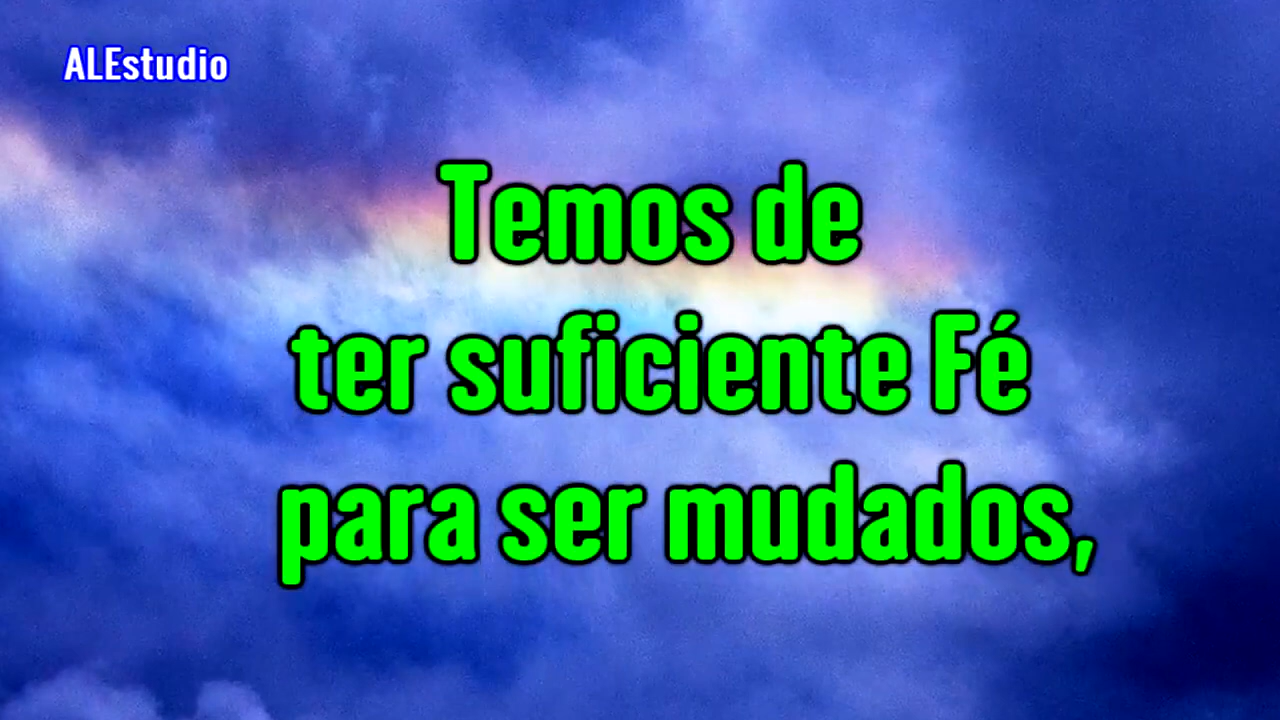 ALEstudio
Temos de
ter suficiente Fé
para ser mudados,